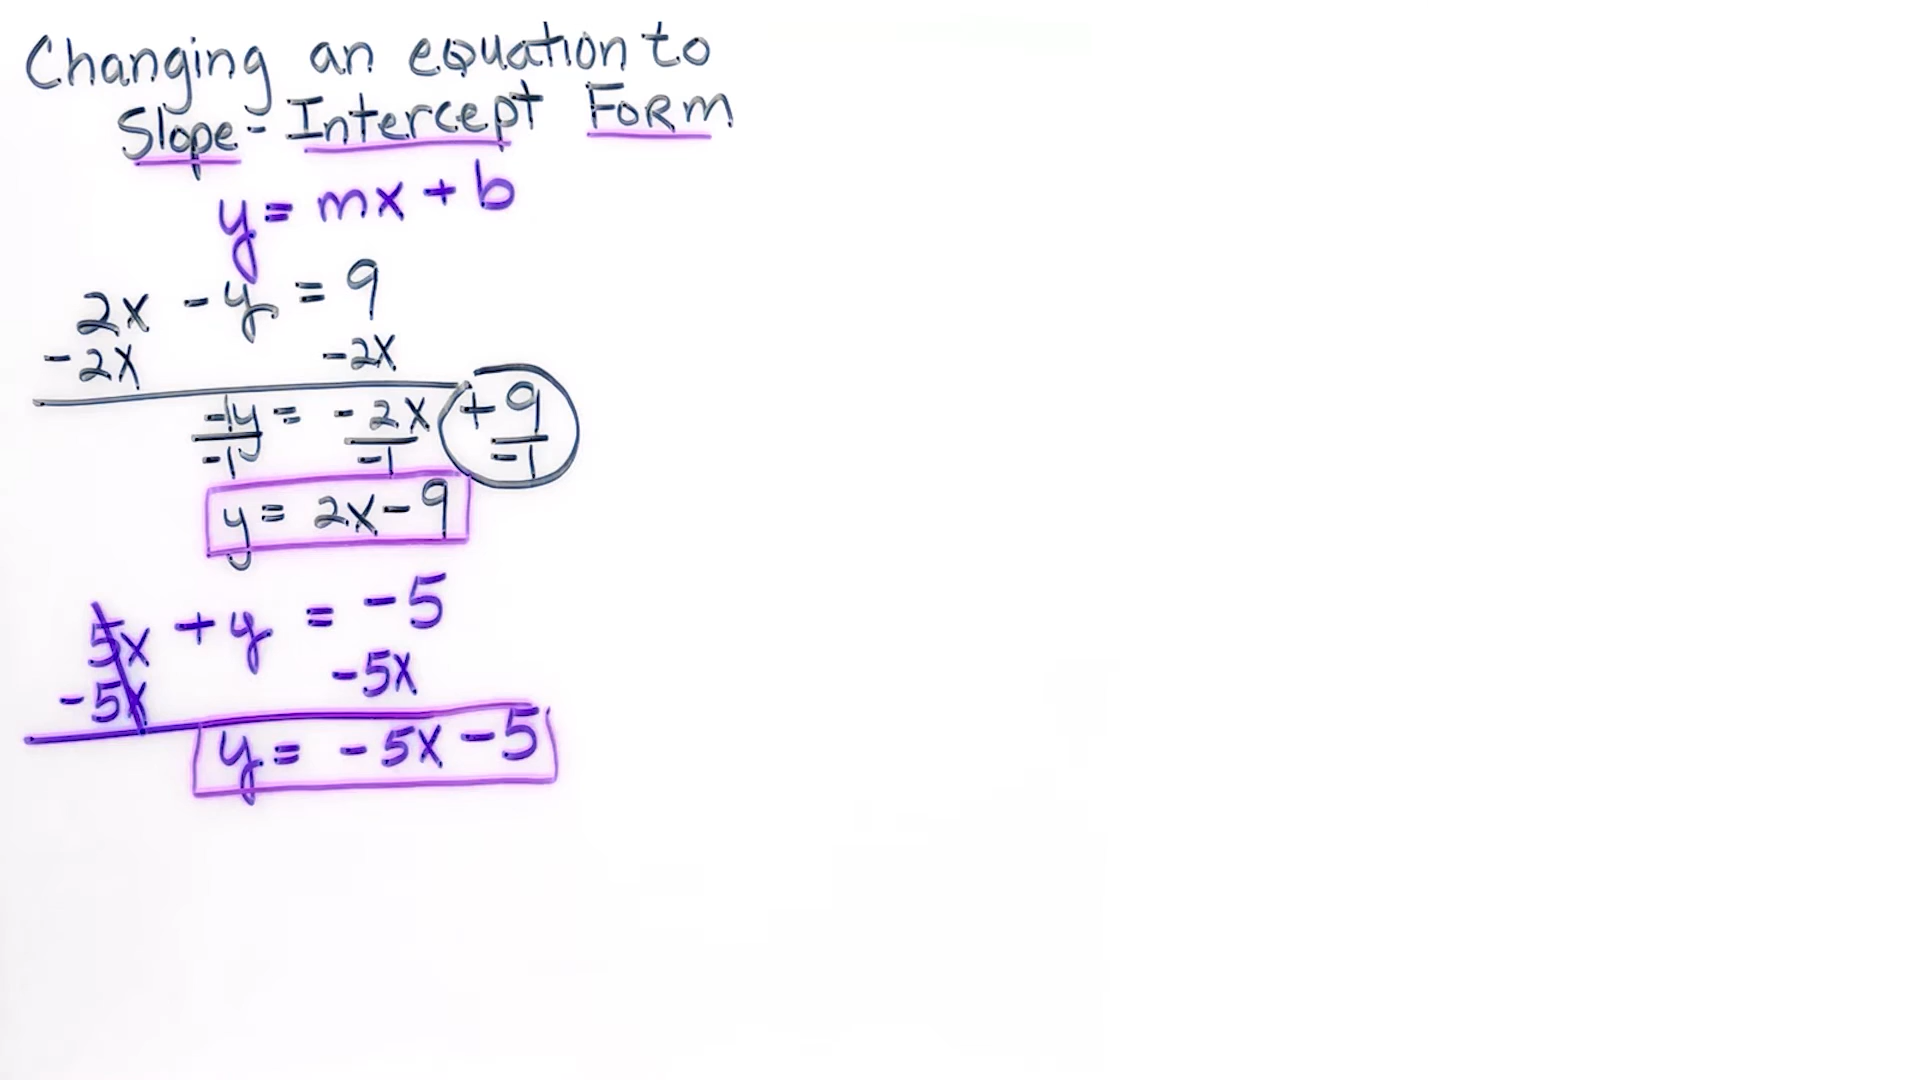 Changing an equation to
Slope-Intercept Form
y = mx + b
2x - y = 9
-2x -2x
-1y = -2x + 9
-1 -1 -1
y = 2x - 9
5x + y = -5
-5x -5x
y = -5x - 5